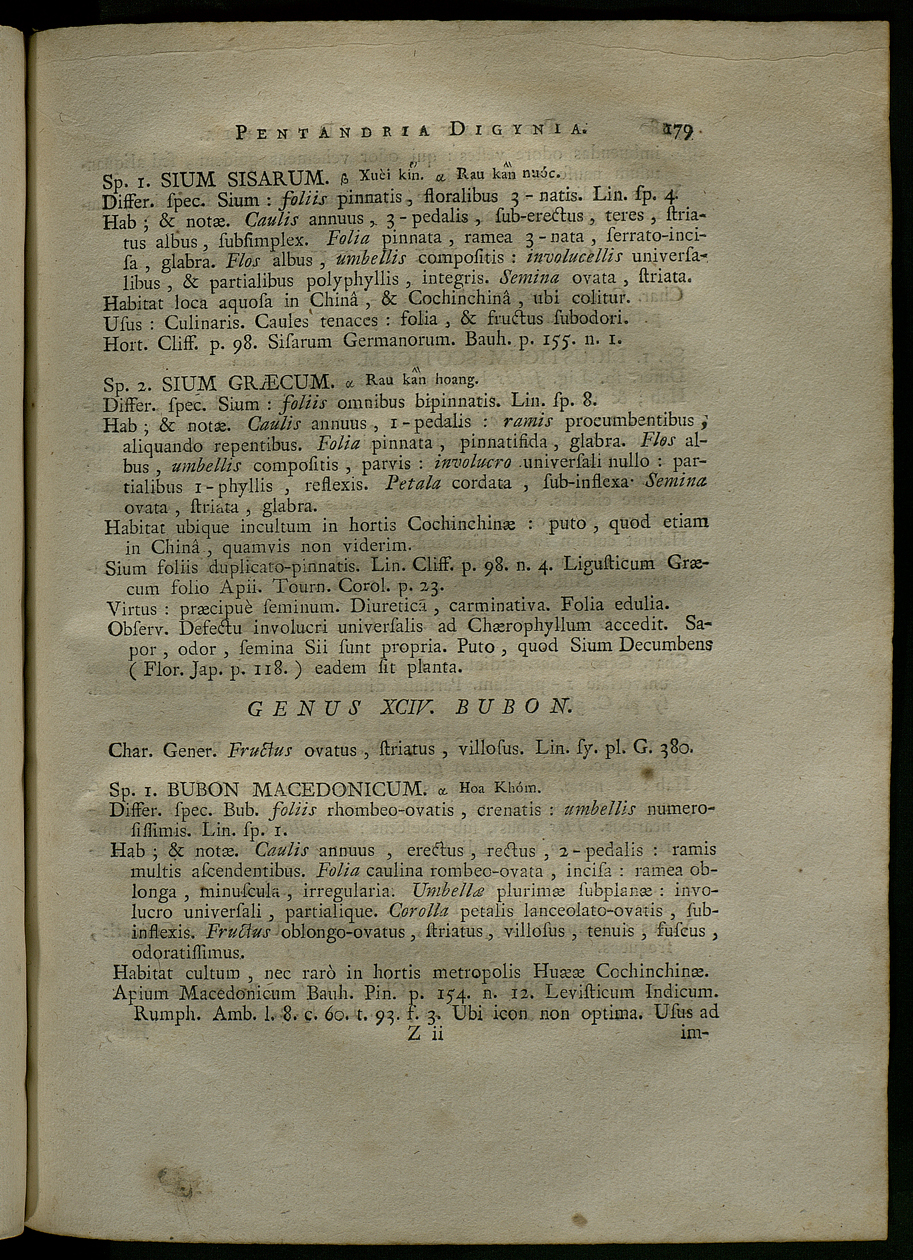 PENTANDRIA DIGYNIA. 179
Sp. 1. SIUM SISARUM. β Xuèi kín. α Rau kân nuóc.
Differ. ſpec. Sium : foliis pinnatis, floralibus 3 - natis. Lin. ſp. 4.
Hab ; & notæ. Caulis annuus, 3 - pedalis, ſub-erectus, teres, ſtria-
tus albus, ſubſimplex. Folia pinnata, ramea 3 - nata, ſerrato-inci-
ſa, glabra. Flos albus, umbellis compoſitis : involucellis univerſa-
libus, & partialibus polyphyllis, integris. Semina ovata, ſtriata.
Habitat loca aquoſa in Chinâ, & Cochinchinâ, ubi colitur.
Uſus : Culinaris. Caules tenaces : folia, & fructus ſubodori.
Hort. Cliff. p. 98. Siſarum Germanorum. Bauh. p. 155. n. 1.
Sp. 2. SIUM GRÆCUM. α Rau kân hoang.
Differ. ſpec. Sium : foliis omnibus bipinnatis. Lin. ſp. 8.
Hab ; & notæ. Caulis annuus, 1 - pedalis : ramis procumbentibus ;
aliquando repentibus. Folia pinnata, pinnatifida, glabra. Flos al-
bus, umbellis compoſitis, parvis : involucro univerſali nullo : par-
tialibus 1 - phyllis, reflexis. Petala cordata, ſub-inflexa. Semina
ovata, ſtriata, glabra.
Habitat ubique incultum in hortis Cochinchinæ : puto, quod etiam
in Chinâ, quamvis non viderim.
Sium foliis duplicato-pinnatis. Lin. Cliff. p. 98. n. 4. Liguſticum Græ-
cum folio Apii. Tourn. Corol. p. 23.
Virtus : præcipuè ſeminum. Diuretica, carminativa. Folia edulia.
Obſerv. Defectu involucri univerſalis ad Chærophyllum accedit. Sa-
por, odor, ſemina Sii ſunt propria. Puto, quod Sium Decumbens
( Flor. Jap. p. 118. ) eadem ſit planta.
GENUS XCIV. BUBON.
Char. Gener. Fructus ovatus, ſtriatus, villoſus. Lin. ſy. pl. G. 380.
Sp. 1. BUBON MACEDONICUM. α Hoa Khóm.
Differ. ſpec. Bub. foliis rhombeo-ovatis, crenatis : umbellis numero-
ſiſſimis. Lin. ſp. 1.
Hab ; & notæ. Caulis annuus, erectus, rectus, 2 - pedalis : ramis
multis aſcendentibus. Folia caulina rombeo-ovata, inciſa : ramea ob-
longa, minuſcula, irregularia. Umbellæ plurimæ ſubplanæ : invo-
lucro univerſali, partialique. Corolla petalis lanceolato-ovatis, ſub-
inflexis. Fructus oblongo-ovatus, ſtriatus, villoſus, tenuis, fuſcus,
odoratiſſimus.
Habitat cultum, nec rarò in hortis metropolis Huææ Cochinchinæ.
Apium Macedonicum Bauh. Pin. p. 154. n. 12. Leviſticum Indicum.
Rumph. Amb. l. 8. c. 60. t. 93. f. 3. Ubi icon non optima. Uſus ad
Z ii im-